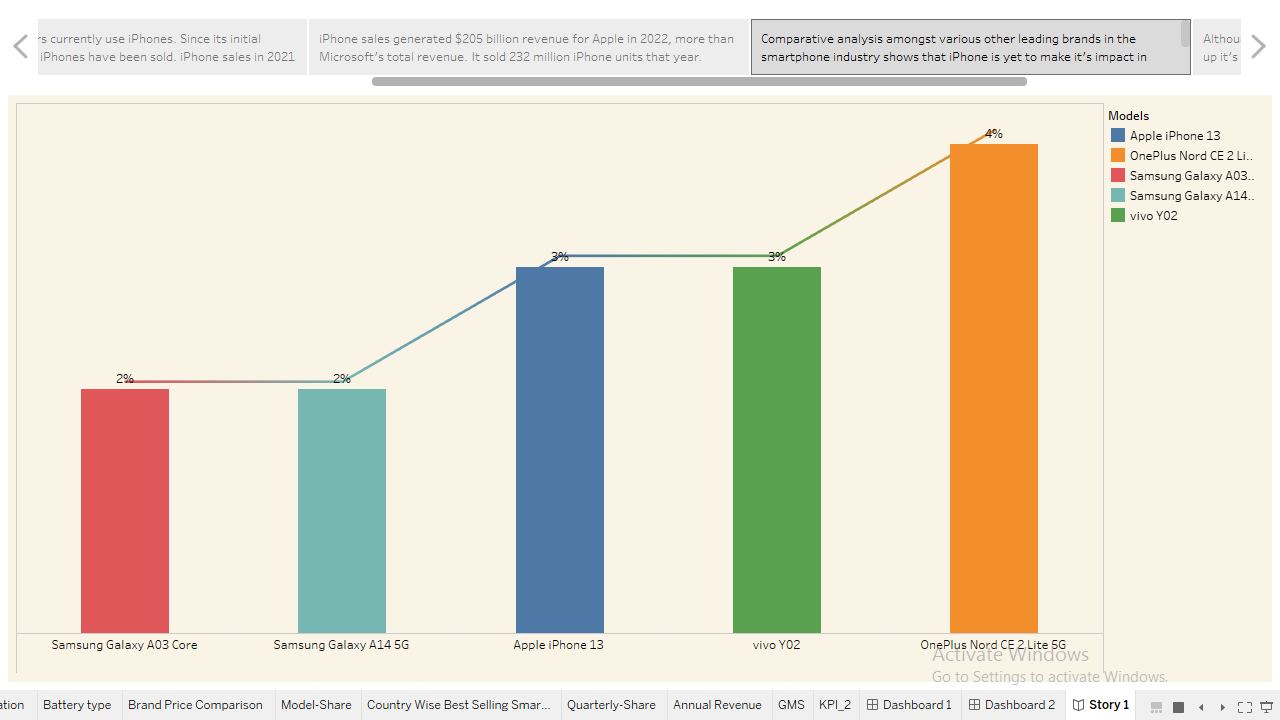 rs currently use iPhones. Since its initial
iPhones have been sold. iPhone sales in 2021
iPhone sales generated $205 billion revenue for Apple in 2022, more than
Microsoft's total revenue. It sold 232 million iPhone units that year.
Comparative analysis amongst various other leading brands in the
smartphone industry shows that iPhone is yet to make it's impact in
Althou
up it's
Models
Apple iPhone 13
OnePlus Nord CE 2 Li..
Samsung Galaxy A03..
Samsung Galaxy A14..
vivo Y02
2%
2%
3%
3%
4%
Samsung Galaxy A03 Core
Samsung Galaxy A14 5G
Apple iPhone 13
vivo Y02
OnePlus Nord CE 2 Lite 5G
Activate Windows
Go to Settings to activate Windows.
ation
Battery type
Brand Price Comparison
Model-Share
Country Wise Best Selling Smar...
Quarterly-Share
Annual Revenue
GMS
KPI_2
Dashboard 1
Dashboard 2
Story 1